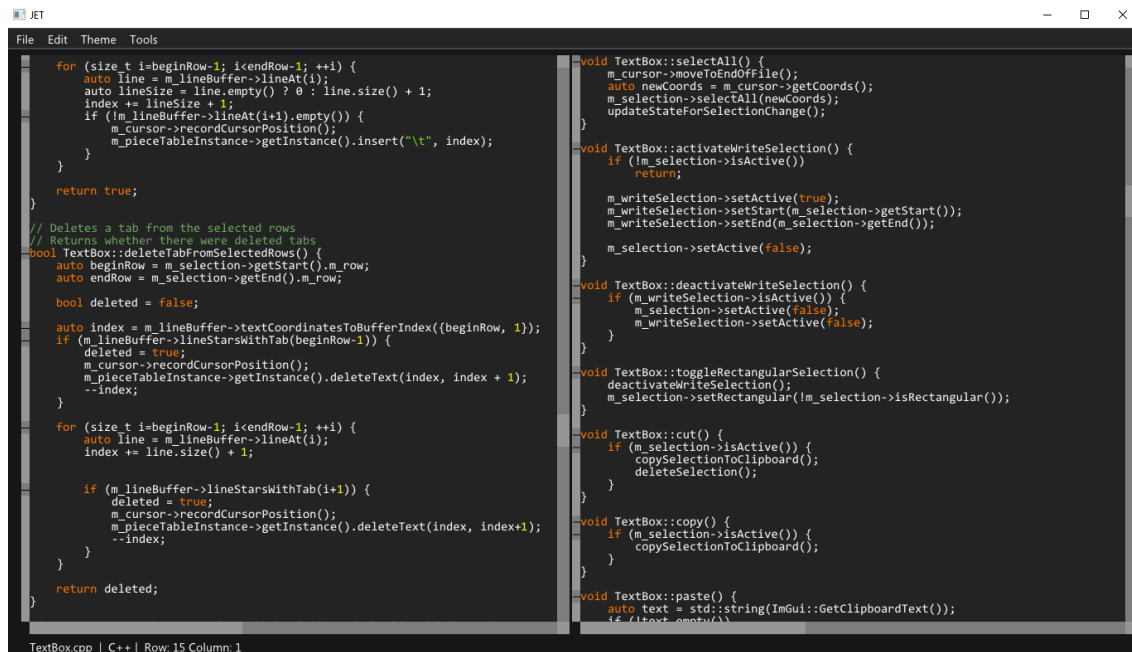 JET
File Edit Theme Tools
    for (size_t i=beginRow-1; i<endRow-1; ++i) {
        auto line = m_lineBuffer->lineAt(i);
        auto lineSize = line.empty() ? 0 : line.size() + 1;
        index += lineSize + 1;
        if (!m_lineBuffer->lineAt(i+1).empty()) {
            m_cursor->recordCursorPosition();
            m_pieceTableInstance->getInstance().insert("\t", index);
        }
    }
    return true;
}
// Deletes a tab from the selected rows
// Returns whether there were deleted tabs
bool TextBox::deleteTabFromSelectedRows() {
    auto beginRow = m_selection->getStart().m_row;
    auto endRow = m_selection->getEnd().m_row;
    bool deleted = false;
    auto index = m_lineBuffer->textCoordinatesToBufferIndex({beginRow, 1});
    if (m_lineBuffer->lineStarsWithTab(beginRow-1)) {
        deleted = true;
        m_cursor->recordCursorPosition();
        m_pieceTableInstance->getInstance().deleteText(index, index + 1);
        --index;
    }
    for (size_t i=beginRow-1; i<endRow-1; ++i) {
        auto line = m_lineBuffer->lineAt(i);
        index += line.size() + 1;
        if (m_lineBuffer->lineStarsWithTab(i+1)) {
            deleted = true;
            m_cursor->recordCursorPosition();
            m_pieceTableInstance->getInstance().deleteText(index, index+1);
            --index;
        }
    }
    return deleted;
}
void TextBox::selectAll() {
    m_cursor->moveToEndOfFile();
    auto newCoords = m_cursor->getCoords();
    m_selection->selectAll(newCoords);
    updateStateForSelectionChange();
}
void TextBox::activateWriteSelection() {
    if (!m_selection->isActive())
        return;
    m_writeSelection->setActive(true);
    m_writeSelection->setStart(m_selection->getStart());
    m_writeSelection->setEnd(m_selection->getEnd());
    m_selection->setActive(false);
}
void TextBox::deactivateWriteSelection() {
    if (m_writeSelection->isActive()) {
        m_selection->setActive(false);
        m_writeSelection->setActive(false);
    }
}
void TextBox::toggleRectangularSelection() {
    deactivateWriteSelection();
    m_selection->setRectangular(!m_selection->isRectangular());
}
void TextBox::cut() {
    if (m_selection->isActive()) {
        copySelectionToClipboard();
        deleteSelection();
    }
}
void TextBox::copy() {
    if (m_selection->isActive()) {
        copySelectionToClipboard();
    }
}
void TextBox::paste() {
    auto text = std::string(ImGui::GetClipboardText());
    if (!text.empty())
TextBox.cpp | C++ | Row: 15 Column: 1